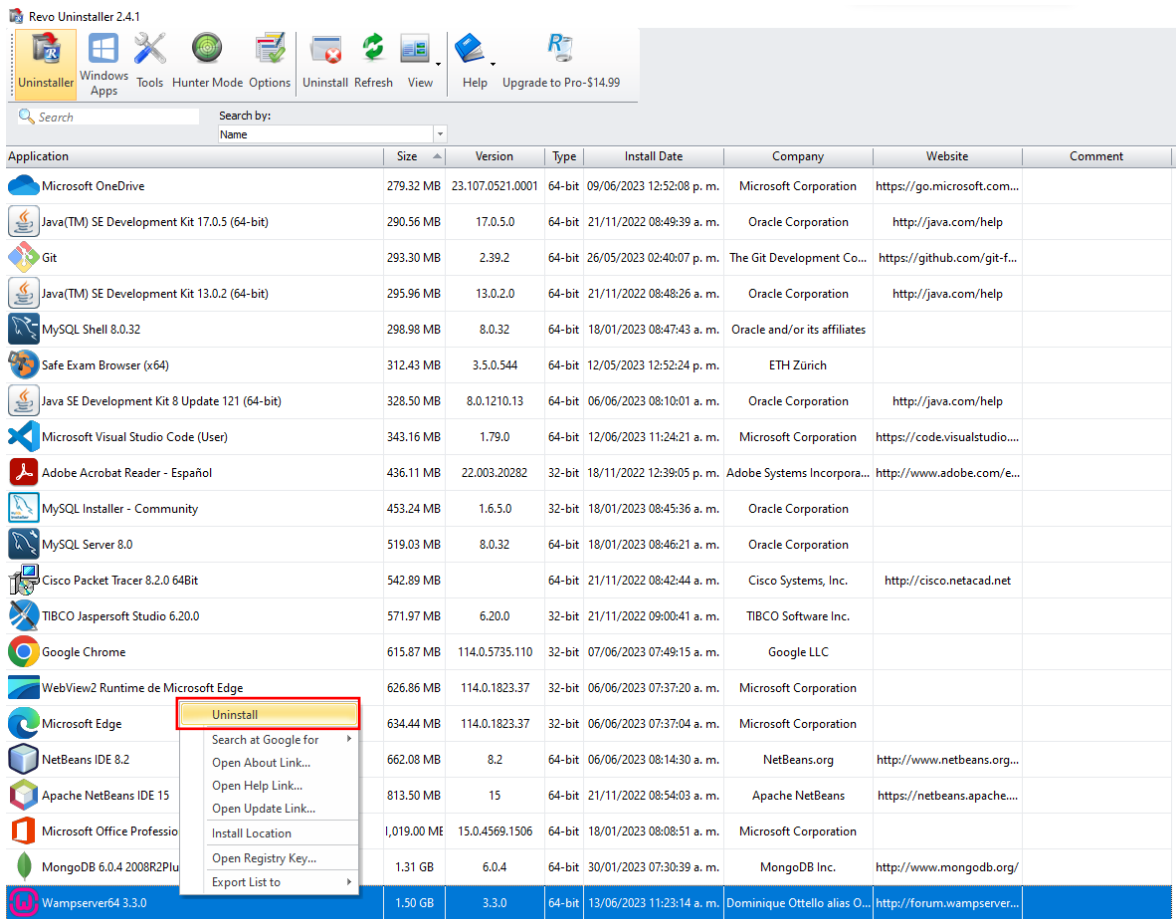 Revo Uninstaller 2.4.1
Uninstaller Windows Apps Tools Hunter Mode Options Uninstall Refresh View Help Upgrade to Pro-$14.99
Search Search by:
Name
Application Size Version Type Install Date Company Website Comment
Microsoft OneDrive 279.32 MB 23.107.0521.0001 64-bit 09/06/2023 12:52:08 p. m. Microsoft Corporation https://go.microsoft.com...
Java(TM) SE Development Kit 17.0.5 (64-bit) 290.56 MB 17.0.5.0 64-bit 21/11/2022 08:49:39 a. m. Oracle Corporation http://java.com/help
Git 293.30 MB 2.39.2 64-bit 26/05/2023 02:40:07 p. m. The Git Development Co... https://github.com/git-f...
Java(TM) SE Development Kit 13.0.2 (64-bit) 295.96 MB 13.0.2.0 64-bit 21/11/2022 08:48:26 a. m. Oracle Corporation http://java.com/help
MySQL Shell 8.0.32 298.98 MB 8.0.32 64-bit 18/01/2023 08:47:43 a. m. Oracle and/or its affiliates
Safe Exam Browser (x64) 312.43 MB 3.5.0.544 64-bit 12/05/2023 12:52:24 p. m. ETH Zürich
Java SE Development Kit 8 Update 121 (64-bit) 328.50 MB 8.0.1210.13 64-bit 06/06/2023 08:10:01 a. m. Oracle Corporation http://java.com/help
Microsoft Visual Studio Code (User) 343.16 MB 1.79.0 64-bit 12/06/2023 11:24:21 a. m. Microsoft Corporation https://code.visualstudio....
Adobe Acrobat Reader - Español 436.11 MB 22.003.20282 32-bit 18/11/2022 12:39:05 p. m. Adobe Systems Incorpora... http://www.adobe.com/e...
MySQL Installer - Community 453.24 MB 1.6.5.0 32-bit 18/01/2023 08:45:36 a. m. Oracle Corporation
MySQL Server 8.0 519.03 MB 8.0.32 64-bit 18/01/2023 08:46:21 a. m. Oracle Corporation
Cisco Packet Tracer 8.2.0 64Bit 542.89 MB 64-bit 21/11/2022 08:42:44 a. m. Cisco Systems, Inc. http://cisco.netacad.net
TIBCO Jaspersoft Studio 6.20.0 571.97 MB 6.20.0 32-bit 21/11/2022 09:00:41 a. m. TIBCO Software Inc.
Google Chrome 615.87 MB 114.0.5735.110 32-bit 07/06/2023 07:49:15 a. m. Google LLC
WebView2 Runtime de Microsoft Edge 626.86 MB 114.0.1823.37 32-bit 06/06/2023 07:37:20 a. m. Microsoft Corporation
Microsoft Edge 634.44 MB 114.0.1823.37 32-bit 06/06/2023 07:37:04 a. m. Microsoft Corporation
NetBeans IDE 8.2 662.08 MB 8.2 64-bit 06/06/2023 08:14:30 a. m. NetBeans.org http://www.netbeans.org...
Apache NetBeans IDE 15 813.50 MB 15 64-bit 21/11/2022 08:54:03 a. m. Apache NetBeans https://netbeans.apache....
Microsoft Office Professio 1,019.00 ME 15.0.4569.1506 64-bit 18/01/2023 08:08:51 a. m. Microsoft Corporation
MongoDB 6.0.4 2008R2Plu 1.31 GB 6.0.4 64-bit 30/01/2023 07:30:39 a. m. MongoDB Inc. http://www.mongodb.org/
Wampserver64 3.3.0 1.50 GB 3.3.0 64-bit 13/06/2023 11:23:14 a. m. Dominique Ottello alias O... http://forum.wampserver...
Uninstall
Search at Google for
Open About Link...
Open Help Link...
Open Update Link...
Install Location
Open Registry Key...
Export List to